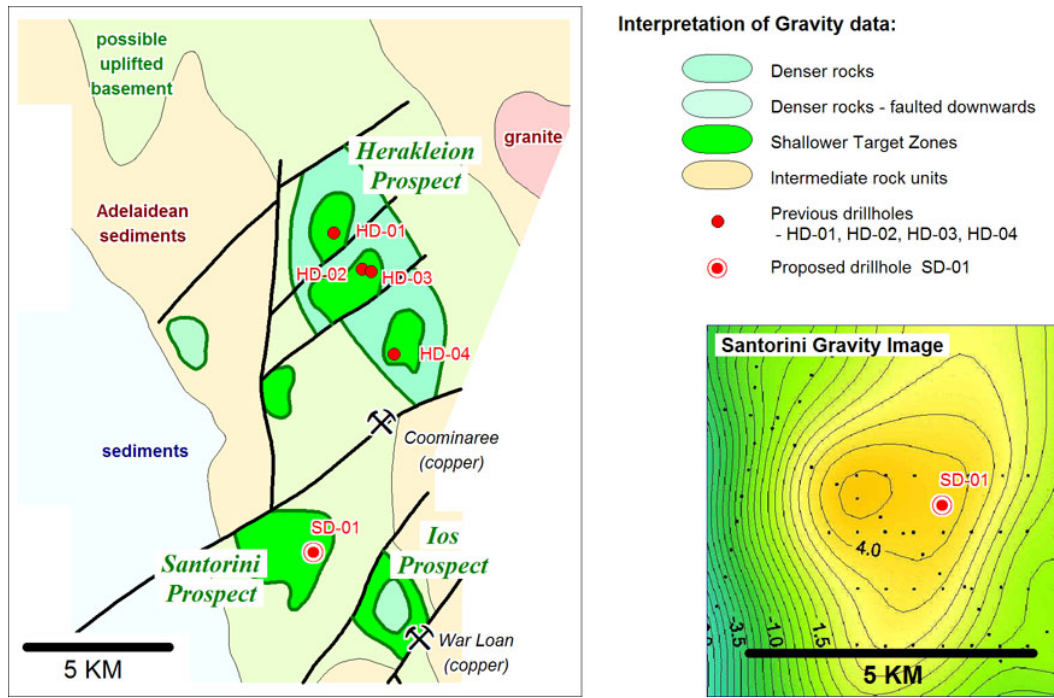 possible
uplifted
basement
granite
Herakleion
Prospect
Adelaidean
sediments
HD-01
HD-02
HD-03
HD-04
sediments
Coominaree
(copper)
SD-01
Santorini
Prospect
Ios
Prospect
War Loan
(copper)
5 KM
Interpretation of Gravity data:
Denser rocks
Denser rocks - faulted downwards
Shallower Target Zones
Intermediate rock units
Previous drillholes
- HD-01, HD-02, HD-03, HD-04
Proposed drillhole SD-01
Santorini Gravity Image
SD-01
4.0
-3.5
-1.0
1.5
5 KM